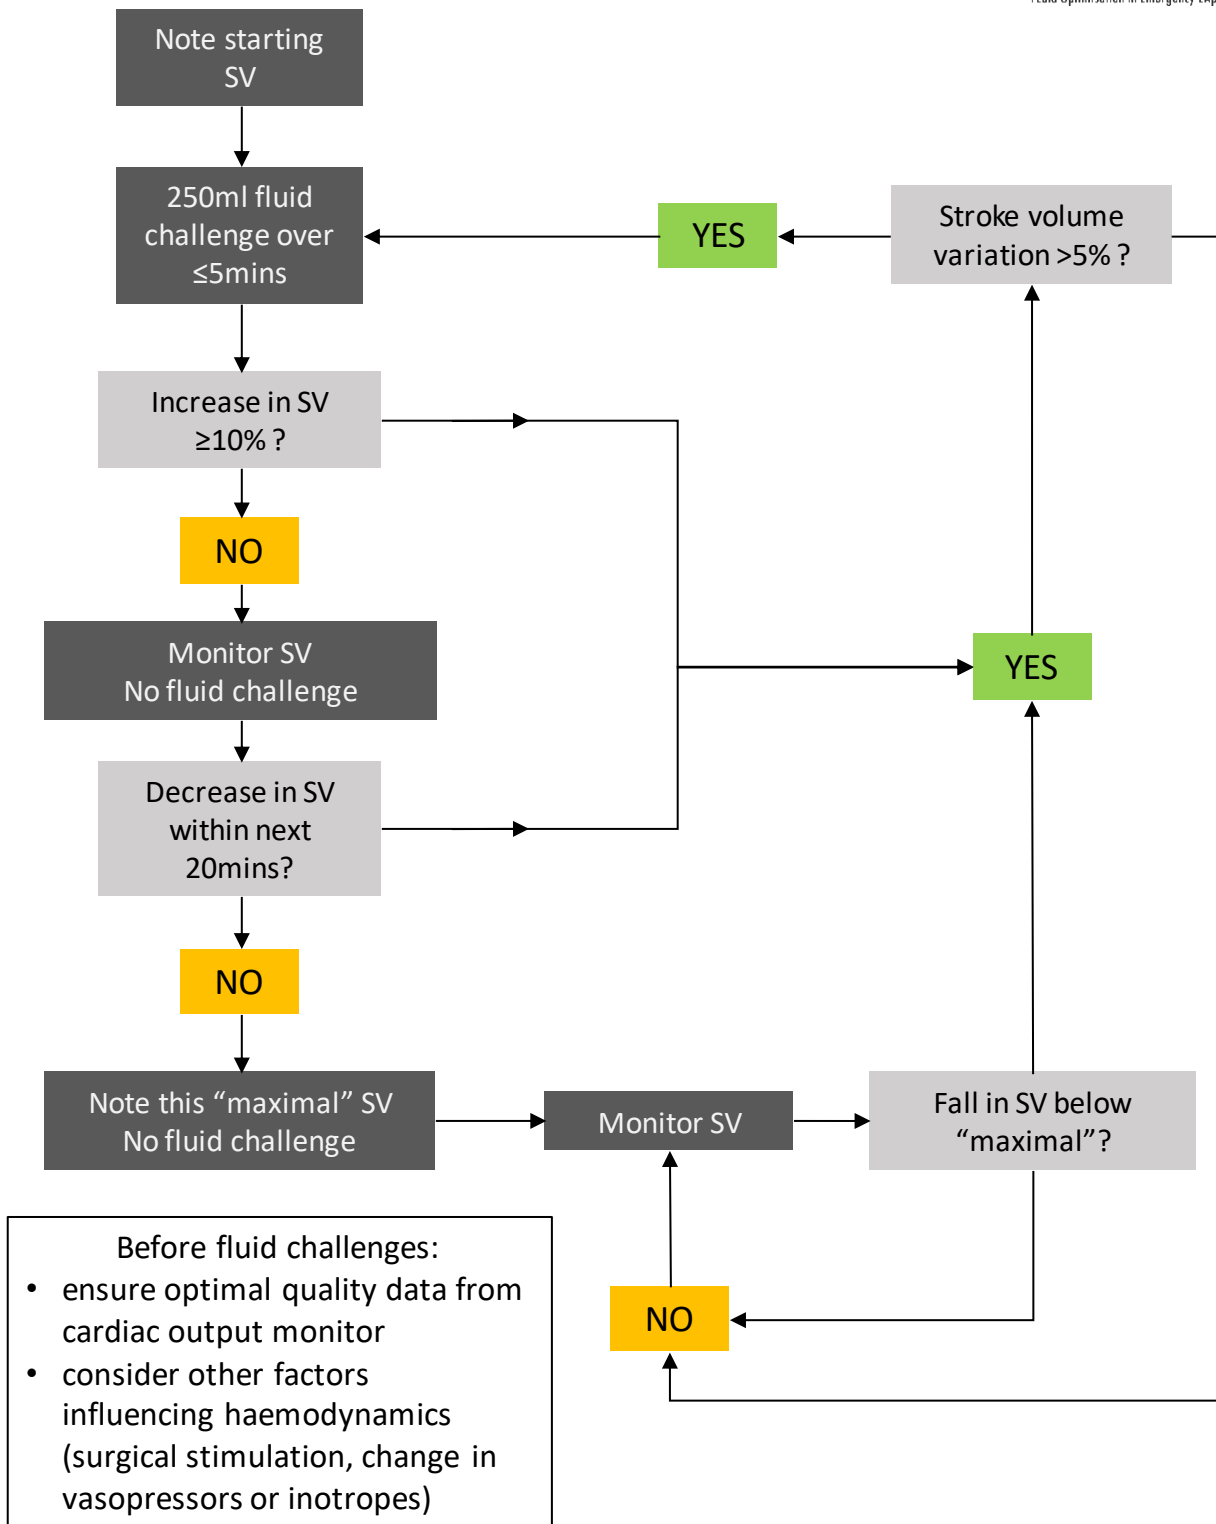 Note starting
SV
250ml fluid
challenge over
≤5mins
YES
Stroke volume
variation >5% ?
Increase in SV
≥10% ?
NO
Monitor SV
No fluid challenge
YES
Decrease in SV
within next
20mins?
NO
Note this “maximal” SV
No fluid challenge
Monitor SV
Fall in SV below
“maximal”?
NO
Before fluid challenges:
• ensure optimal quality data from
cardiac output monitor
• consider other factors
influencing haemodynamics
(surgical stimulation, change in
vasopressors or inotropes)